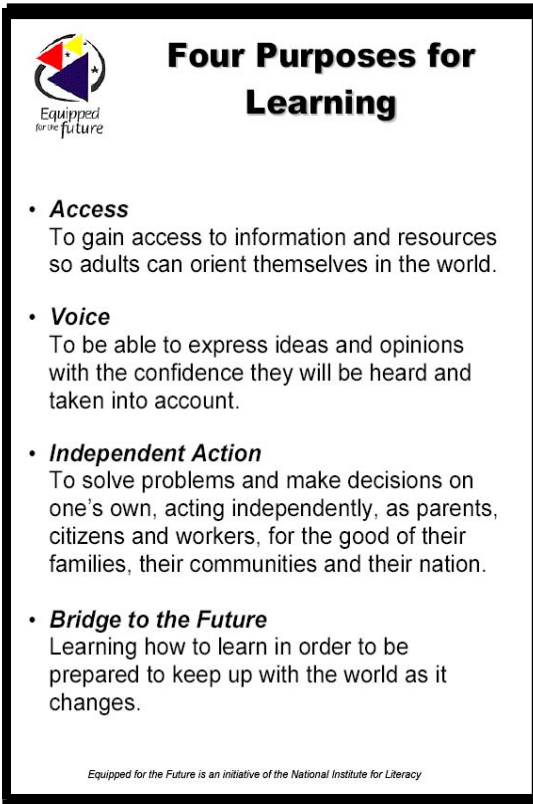 Equipped
for the future
Four Purposes for
Learning
• Access
To gain access to information and resources
so adults can orient themselves in the world.
• Voice
To be able to express ideas and opinions
with the confidence they will be heard and
taken into account.
• Independent Action
To solve problems and make decisions on
one’s own, acting independently, as parents,
citizens and workers, for the good of their
families, their communities and their nation.
• Bridge to the Future
Learning how to learn in order to be
prepared to keep up with the world as it
changes.
Equipped for the Future is an initiative of the National Institute for Literacy